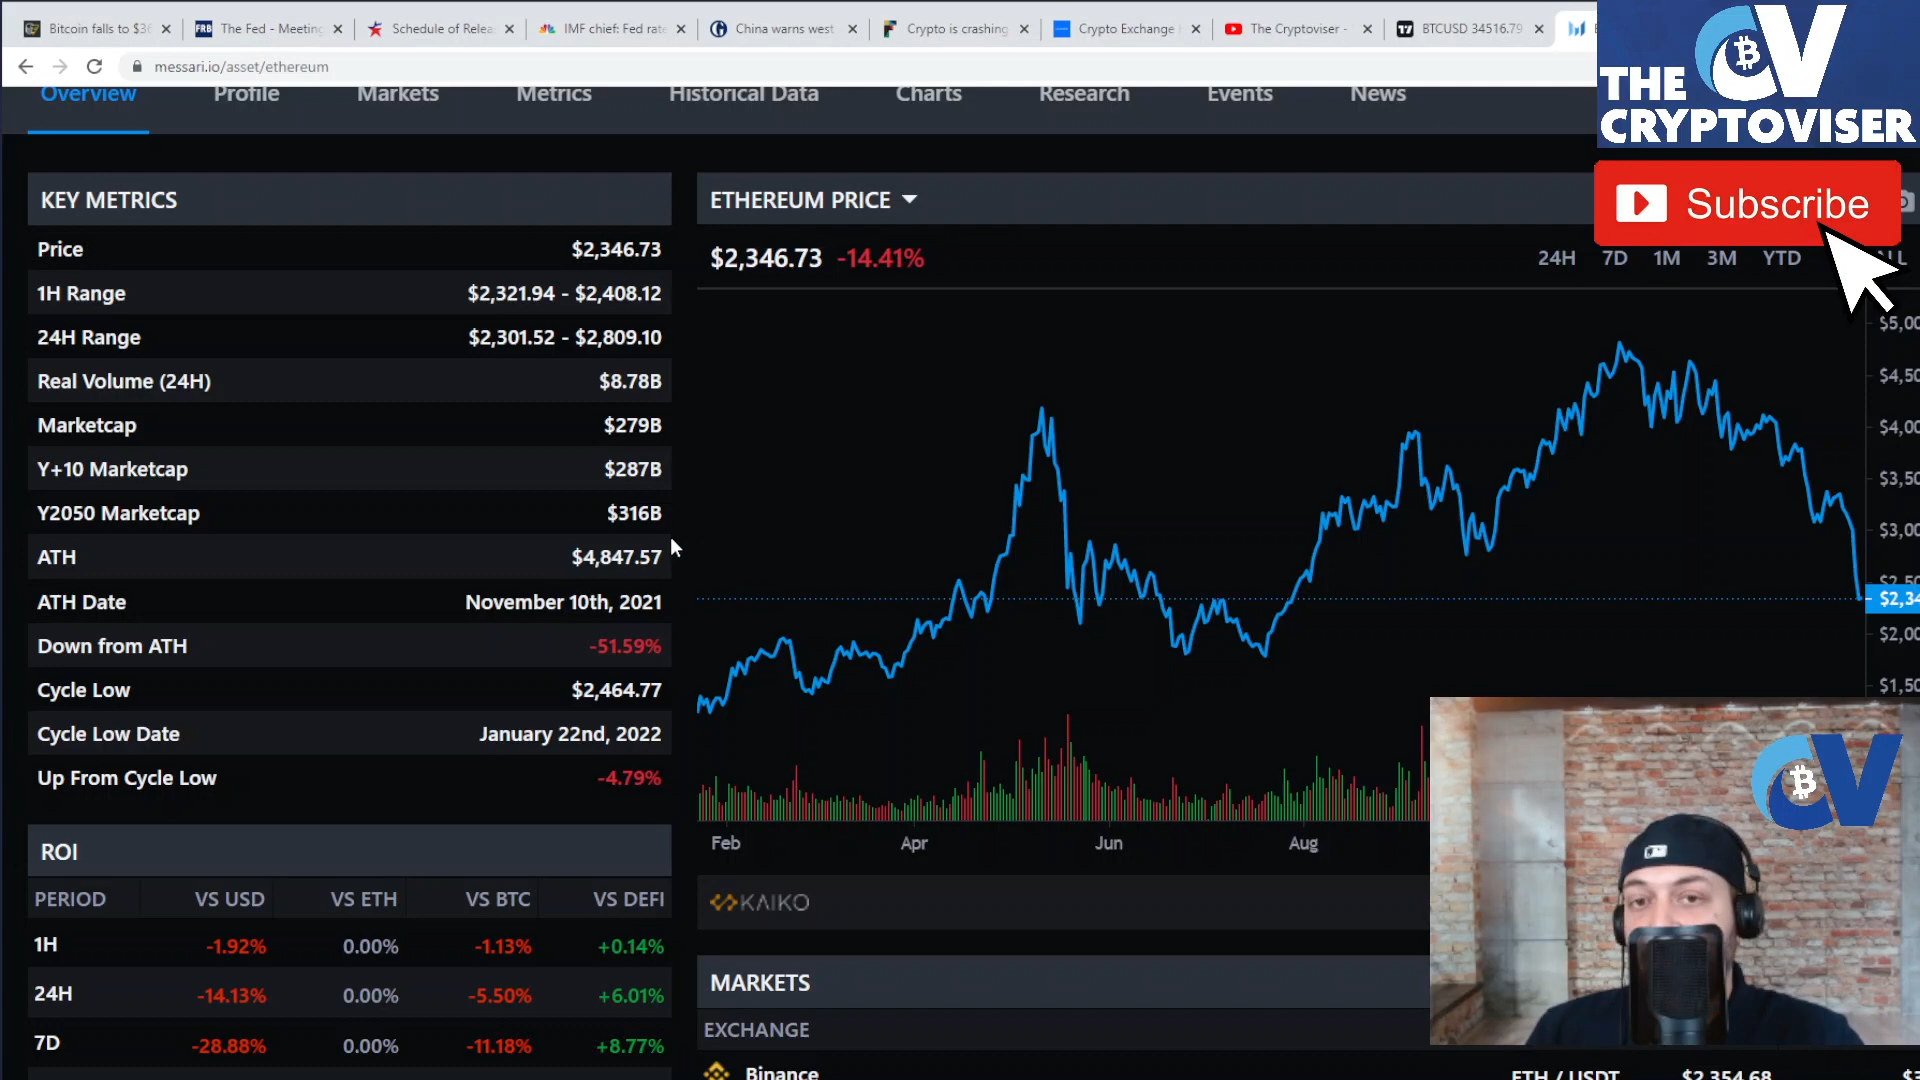 Bitcoin falls to $36
The Fed - Meeting
Schedule of Relea
IMF chief: Fed rate
China warns west
Crypto is crashing
Crypto Exchange
The Cryptoviser -
BTCUSD 34516.79
messari.io/asset/ethereum
Overview
Profile
Markets
Metrics
Historical Data
Charts
Research
Events
News
THE
CRYPTOVISER
CV
Subscribe
KEY METRICS
Price $2,346.73
1H Range $2,321.94 - $2,408.12
24H Range $2,301.52 - $2,809.10
Real Volume (24H) $8.78B
Marketcap $279B
Y+10 Marketcap $287B
Y2050 Marketcap $316B
ATH $4,847.57
ATH Date November 10th, 2021
Down from ATH -51.59%
Cycle Low $2,464.77
Cycle Low Date January 22nd, 2022
Up From Cycle Low -4.79%
ROI
PERIOD VS USD VS ETH VS BTC VS DEFI
1H -1.92% 0.00% -1.13% +0.14%
24H -14.13% 0.00% -5.50% +6.01%
7D -28.88% 0.00% -11.18% +8.77%
ETHEREUM PRICE
$2,346.73 -14.41%
24H 7D 1M 3M YTD
$5,00
$4,50
$4,00
$3,50
$3,00
$2,50
$2,34
$2,00
$1,50
Feb Apr Jun Aug
KAIKO
CV
MARKETS
EXCHANGE
Binance ETH / USDT $2,354.68